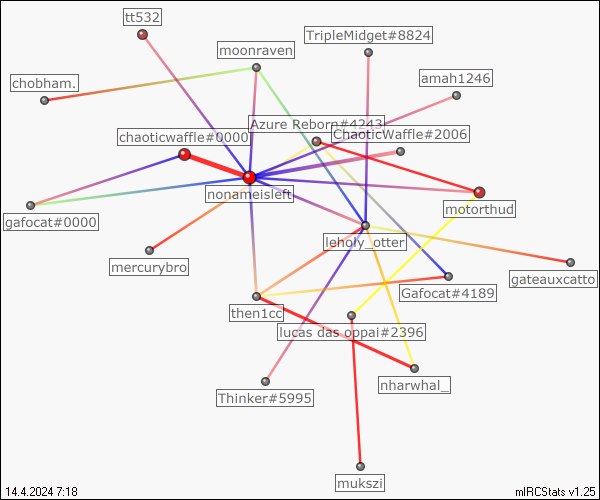 tt532
TripleMidget#8824
moonraven
amah1246
chobham.
Azure Reborn#4243
ChaoticWaffle#2006
chaoticwaffle#0000
nonameisleft
motorthud
gafocat#0000
leholy_otter
mercurybro
gateauxcatto
Gafocat#4189
then1cc
lucas das oppai#2396
nharwhal_
Thinker#5995
mukszi
14.4.2024 7:18
mIRCStats v1.25